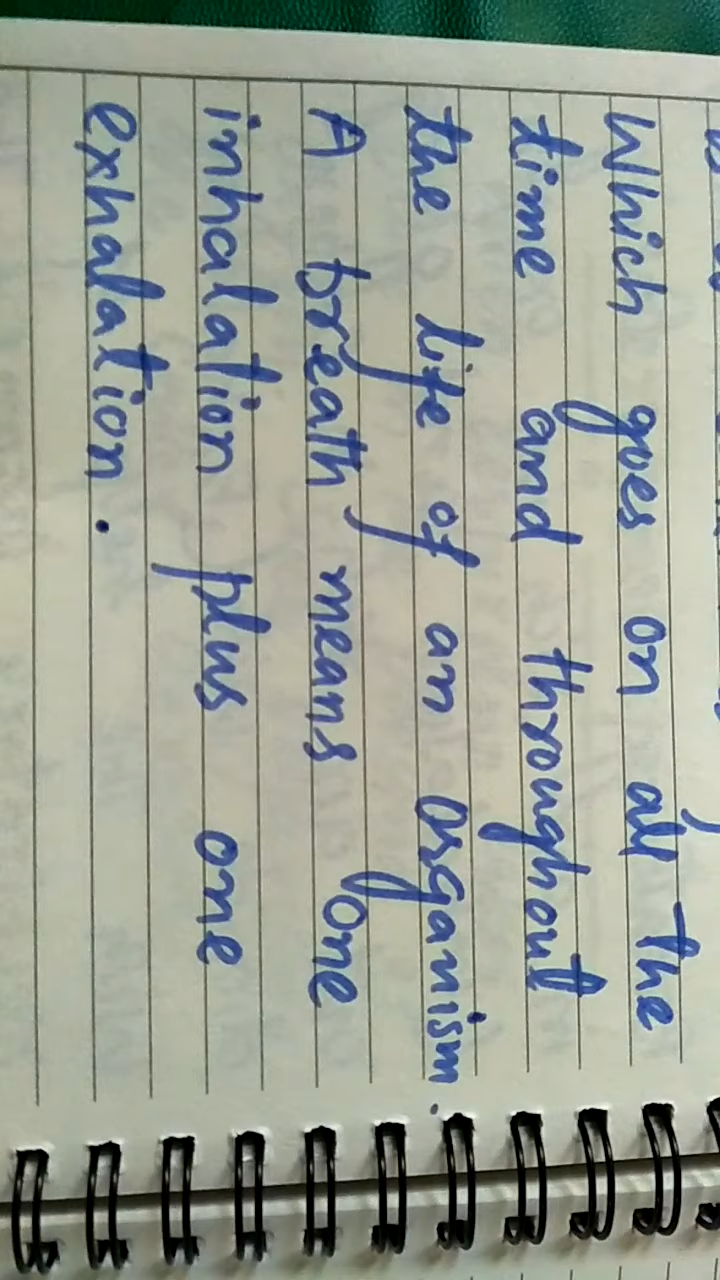 Which goes on all the
time and throughout
the life of an organism.
A breath means one
inhalation plus one
exhalation.